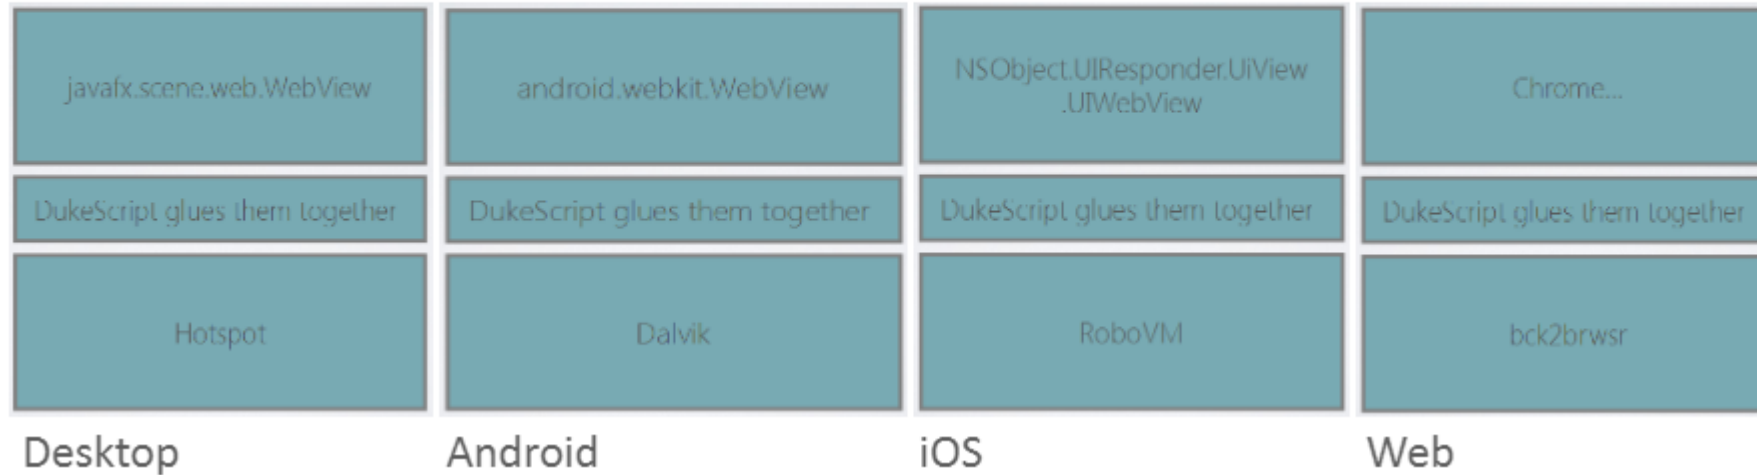 javafx.scene.web.WebView
android.webkit.WebView
NSObject.UIResponder.UiView
.UIWebView
Chrome...
DukeScript glues them together
DukeScript glues them together
DukeScript glues them together
DukeScript glues them together
Hotspot
Dalvik
RoboVM
bck2brwsr
Desktop
Android
iOS
Web